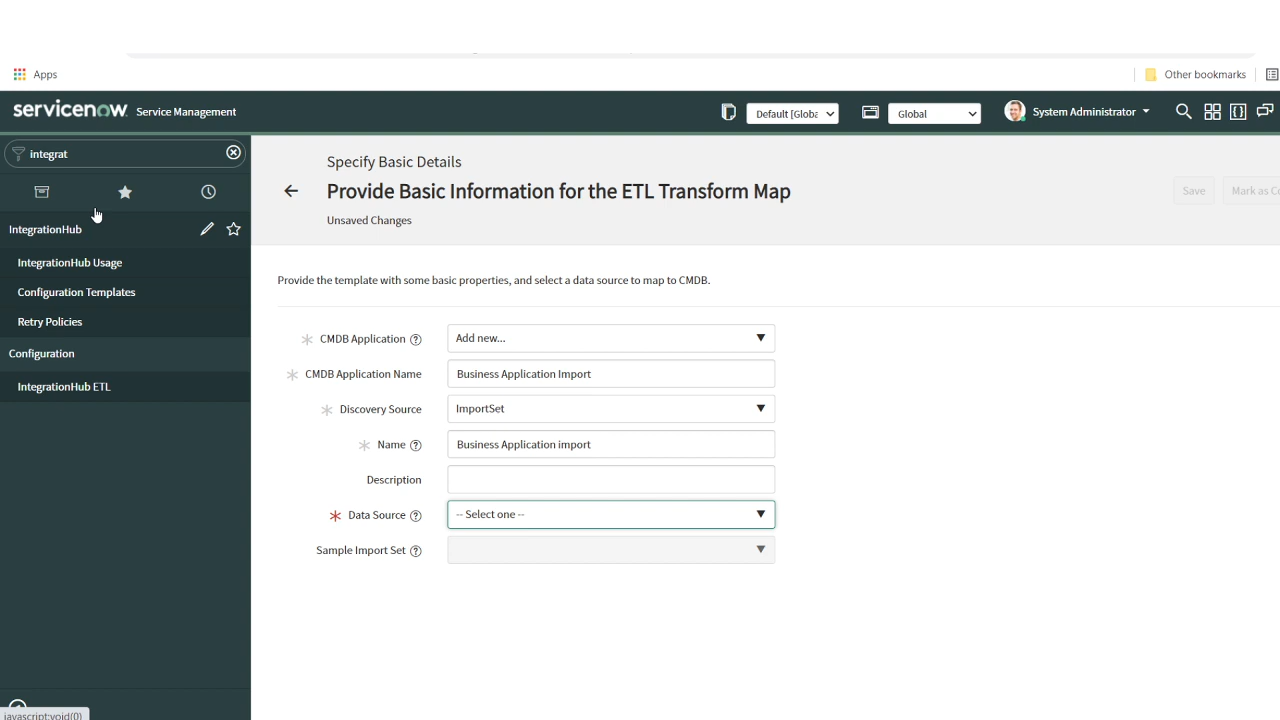 Apps
Other bookmarks
servicenow Service Management
Default [Globa
Global
System Administrator
integrat
IntegrationHub
IntegrationHub Usage
Configuration Templates
Retry Policies
Configuration
IntegrationHub ETL
javascript:void(0)
Specify Basic Details
Provide Basic Information for the ETL Transform Map
Unsaved Changes
Save
Mark as Co
Provide the template with some basic properties, and select a data source to map to CMDB.
CMDB Application Add new...
CMDB Application Name Business Application Import
Discovery Source ImportSet
Name Business Application import
Description
Data Source -- Select one --
Sample Import Set